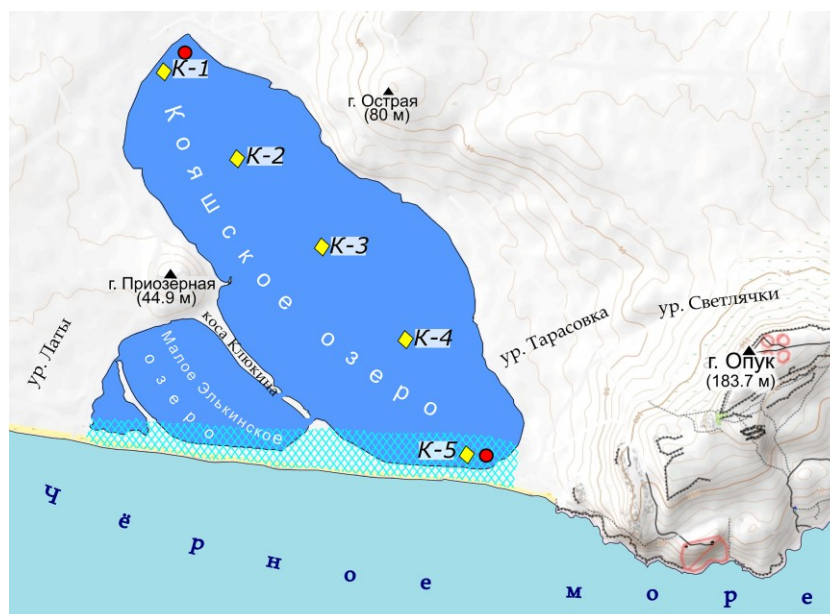 К-1
г. Острая
(80 м)
К-2
Кояшское озеро
К-3
г. Приозёрная
(44.9 м)
ур. Светлячки
коса Клюкина
ур. Тарасовка
К-4
ур. Латы
Малое Элькинское
озеро
г. Опук
(183.7 м)
К-5
Чёрное море